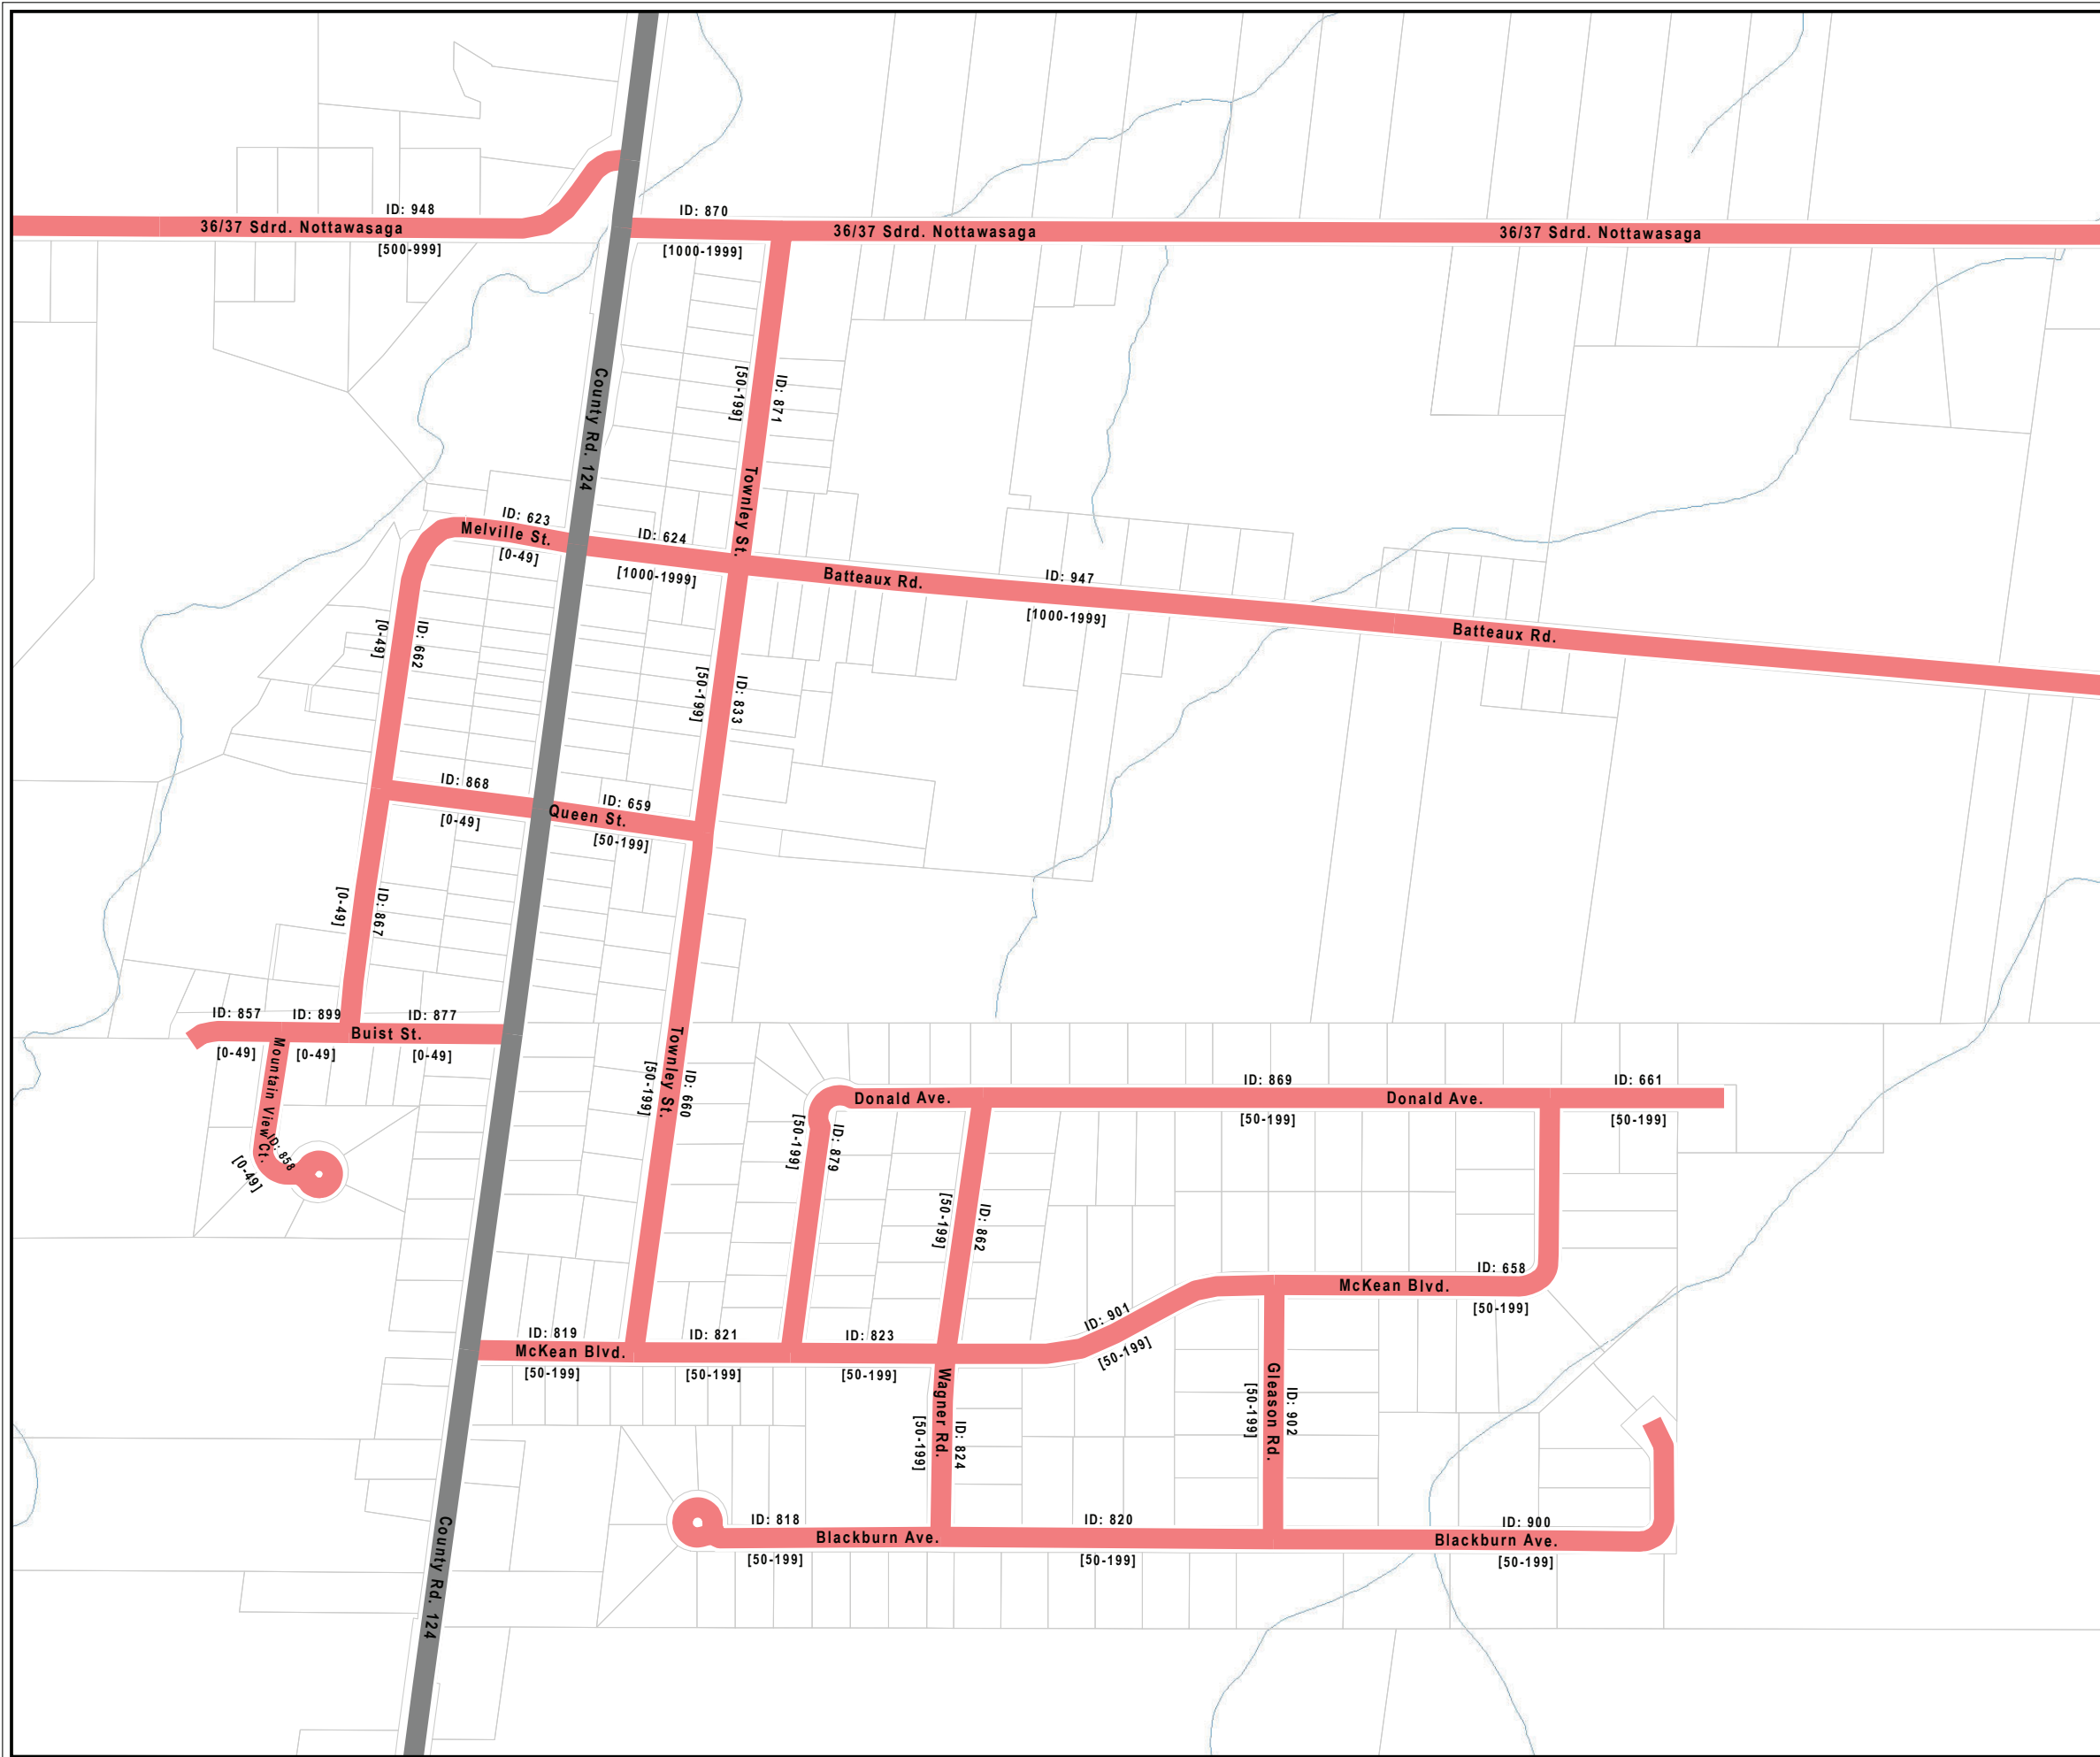 ID: 948
36/37 Sdrd. Nottawasaga
[500-999]
ID: 870
[1000-1999]
36/37 Sdrd. Nottawasaga
36/37 Sdrd. Nottawasaga
County Rd. 124
[50-199]
ID: 871
Townley St.
ID: 623
Melville St.
[0-49]
ID: 624
[1000-1999]
Batteaux Rd.
ID: 947
[1000-1999]
Batteaux Rd.
[0-49]
ID: 662
[50-199]
ID: 833
ID: 868
[0-49]
ID: 659
Queen St.
[50-199]
[0-49]
ID: 867
ID: 857
ID: 899
ID: 877
Buist St.
[0-49]
[0-49]
[0-49]
Mountain View Ct.
ID: 858
[0-49]
Townley St.
ID: 660
[50-199]
Donald Ave.
ID: 869
Donald Ave.
ID: 661
[50-199]
[50-199]
[50-199]
ID: 879
[50-199]
ID: 862
ID: 658
McKean Blvd.
[50-199]
ID: 901
[50-199]
ID: 819
McKean Blvd.
[50-199]
ID: 821
[50-199]
ID: 823
[50-199]
Wagner Rd.
[50-199]
ID: 824
Gleason Rd.
[50-199]
ID: 902
ID: 818
Blackburn Ave.
[50-199]
ID: 820
[50-199]
ID: 900
Blackburn Ave.
[50-199]
County Rd. 124